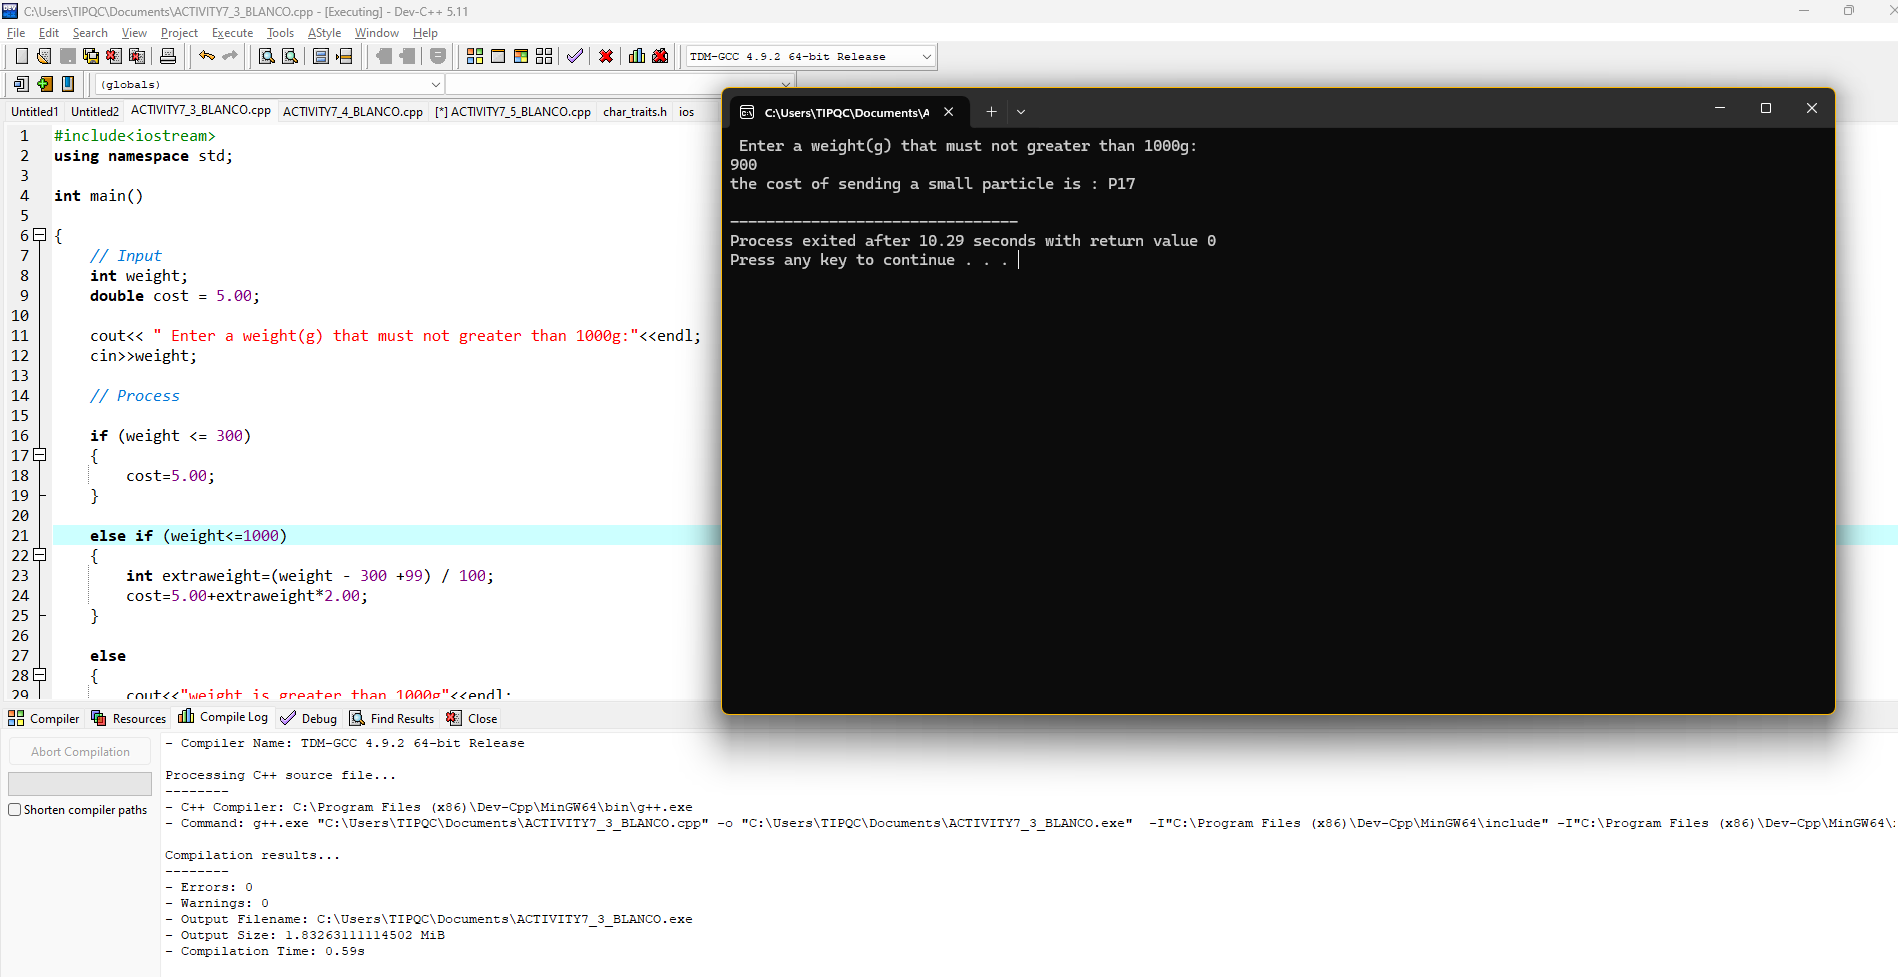 C:\Users\TIPQC\Documents\ACTIVITY7_3_BLANCO.cpp - [Executing] - Dev-C++ 5.11
File Edit Search View Project Execute Tools AStyle Window Help
TDM-GCC 4.9.2 64-bit Release
(globals)
Untitled1 Untitled2 ACTIVITY7_3_BLANCO.cpp ACTIVITY7_4_BLANCO.cpp [*] ACTIVITY7_5_BLANCO.cpp char_traits.h ios
1 #include<iostream>
2 using namespace std;
3
4 int main()
5
6 {
7 // Input
8 int weight;
9 double cost = 5.00;
10
11 cout<< " Enter a weight(g) that must not greater than 1000g:"<<endl;
12 cin>>weight;
13
14 // Process
15
16 if (weight <= 300)
17 {
18 cost=5.00;
19 }
20
21 else if (weight<=1000)
22 {
23 int extraweight=(weight - 300 +99) / 100;
24 cost=5.00+extraweight*2.00;
25 }
26
27 else
28 {
29 cout<<"weight is greater than 1000g"<<endl;
C:\Users\TIPQC\Documents\A
Enter a weight(g) that must not greater than 1000g:
900
the cost of sending a small particle is : P17
--------------------------------
Process exited after 10.29 seconds with return value 0
Press any key to continue . . .
Compiler Resources Compile Log Debug Find Results Close
Abort Compilation
Shorten compiler paths
- Compiler Name: TDM-GCC 4.9.2 64-bit Release
Processing C++ source file...
--------
- C++ Compiler: C:\Program Files (x86)\Dev-Cpp\MinGW64\bin\g++.exe
- Command: g++.exe "C:\Users\TIPQC\Documents\ACTIVITY7_3_BLANCO.cpp" -o "C:\Users\TIPQC\Documents\ACTIVITY7_3_BLANCO.exe" -I"C:\Program Files (x86)\Dev-Cpp\MinGW64\include" -I"C:\Program Files (x86)\Dev-Cpp\MinGW64\
Compilation results...
--------
- Errors: 0
- Warnings: 0
- Output Filename: C:\Users\TIPQC\Documents\ACTIVITY7_3_BLANCO.exe
- Output Size: 1.83263111114502 MiB
- Compilation Time: 0.59s